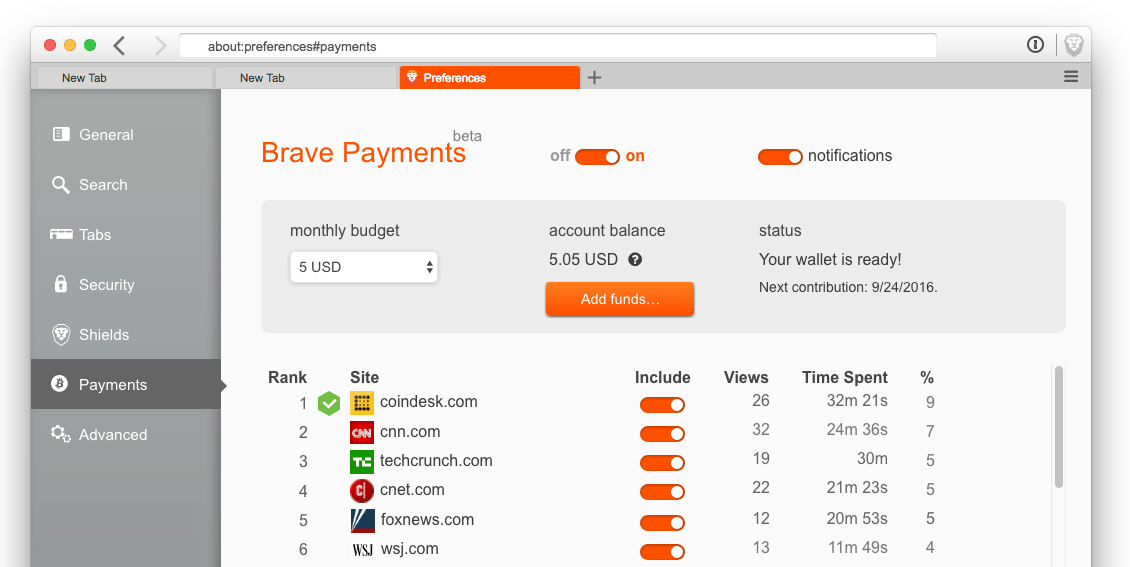 about:preferences#payments
New Tab
New Tab
Preferences
General
Search
Tabs
Security
Shields
Payments
Advanced
Brave Payments beta
off on
notifications
monthly budget
5 USD
account balance
5.05 USD ?
Add funds...
status
Your wallet is ready!
Next contribution: 9/24/2016.
Rank Site Include Views Time Spent %
1 coindesk.com 26 32m 21s 9
2 CNN cnn.com 32 24m 36s 7
3 TC techcrunch.com 19 30m 5
4 c| cnet.com 22 21m 23s 5
5 foxnews.com 12 20m 53s 5
6 WSJ wsj.com 13 11m 49s 4